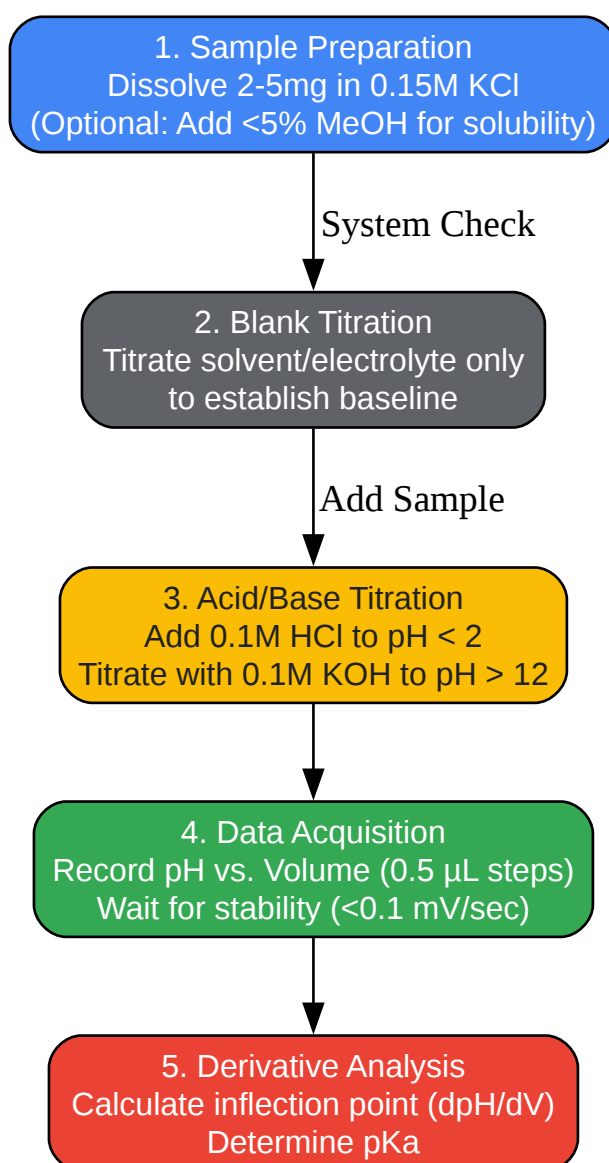 1. Sample Preparation
Dissolve 2-5mg in 0.15M KCl
(Optional: Add <5% MeOH for solubility)
System Check
2. Blank Titration
Titrate solvent/electrolyte only
to establish baseline
Add Sample
3. Acid/Base Titration
Add 0.1M HCl to pH < 2
Titrate with 0.1M KOH to pH > 12
4. Data Acquisition
Record pH vs. Volume (0.5 µL steps)
Wait for stability (<0.1 mV/sec)
5. Derivative Analysis
Calculate inflection point (dpH/dV)
Determine pKa